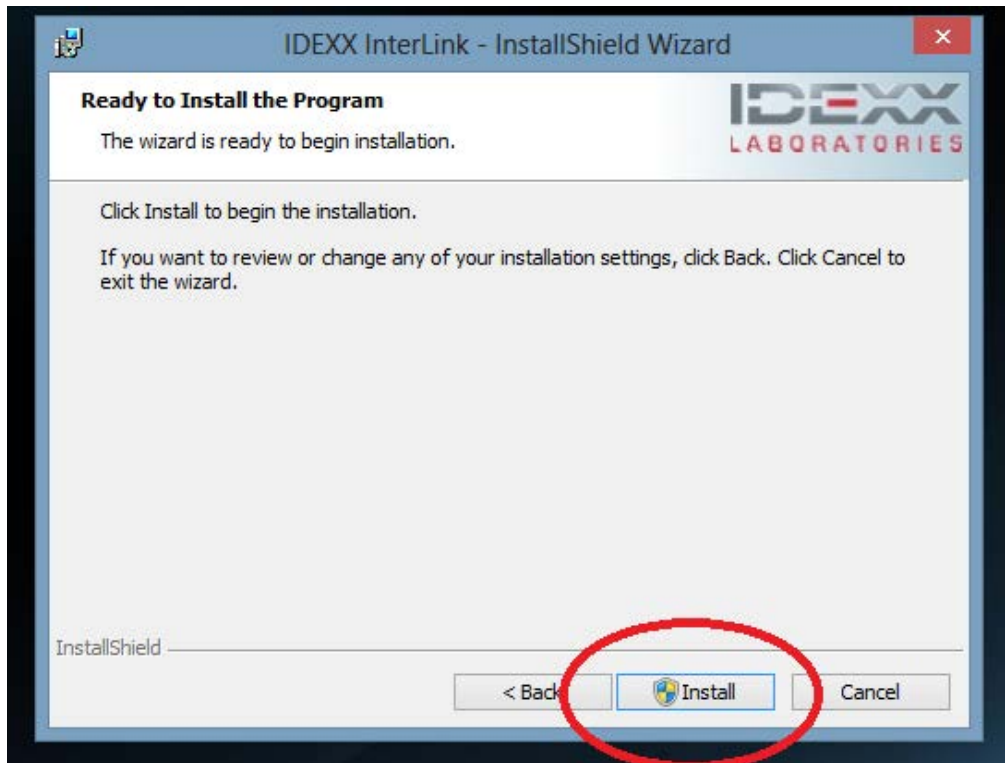 IDEXX InterLink - InstallShield Wizard
Ready to Install the Program
The wizard is ready to begin installation.
IDEXX
LABORATORIES
Click Install to begin the installation.
If you want to review or change any of your installation settings, click Back. Click Cancel to
exit the wizard.
InstallShield
< Back
Install
Cancel